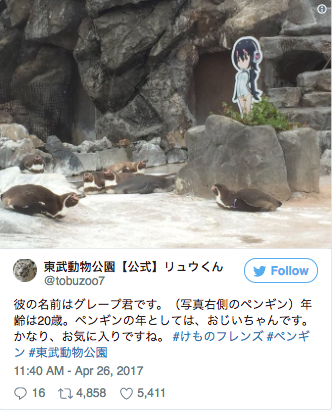 東武動物公園【公式】リュウくん
@tobuzoo7
Follow
彼の名前はグレープ君です。（写真右側のペンギン）年
齢は20歳。ペンギンの年としては、おじいちゃんです。
かなり、お気に入りですね。 #けものフレンズ #ペンギ
ン #東武動物公園
11:40 AM - Apr 26, 2017
16 4,858 5,411